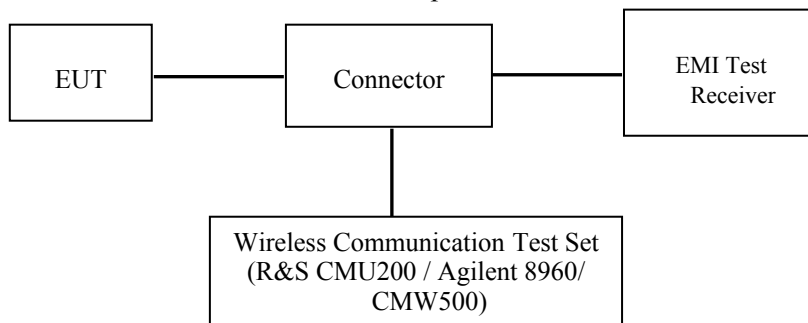 EUT
Connector
EMI Test
Receiver
Wireless Communication Test Set
(R&S CMU200 / Agilent 8960/
CMW500)